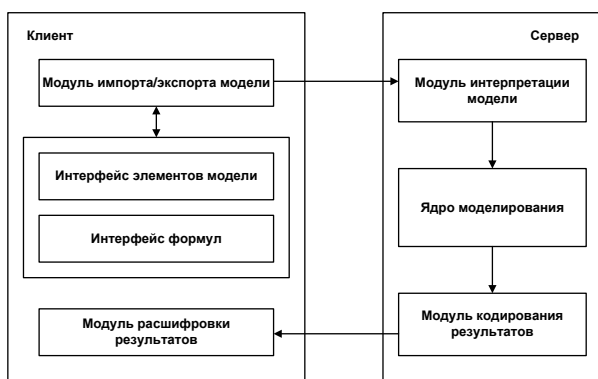 Клиент
Сервер
Модуль импорта/экспорта модели
Модуль интерпретации
модели
Интерфейс элементов модели
Ядро моделирования
Интерфейс формул
Модуль расшифровки
результатов
Модуль кодирования
результатов